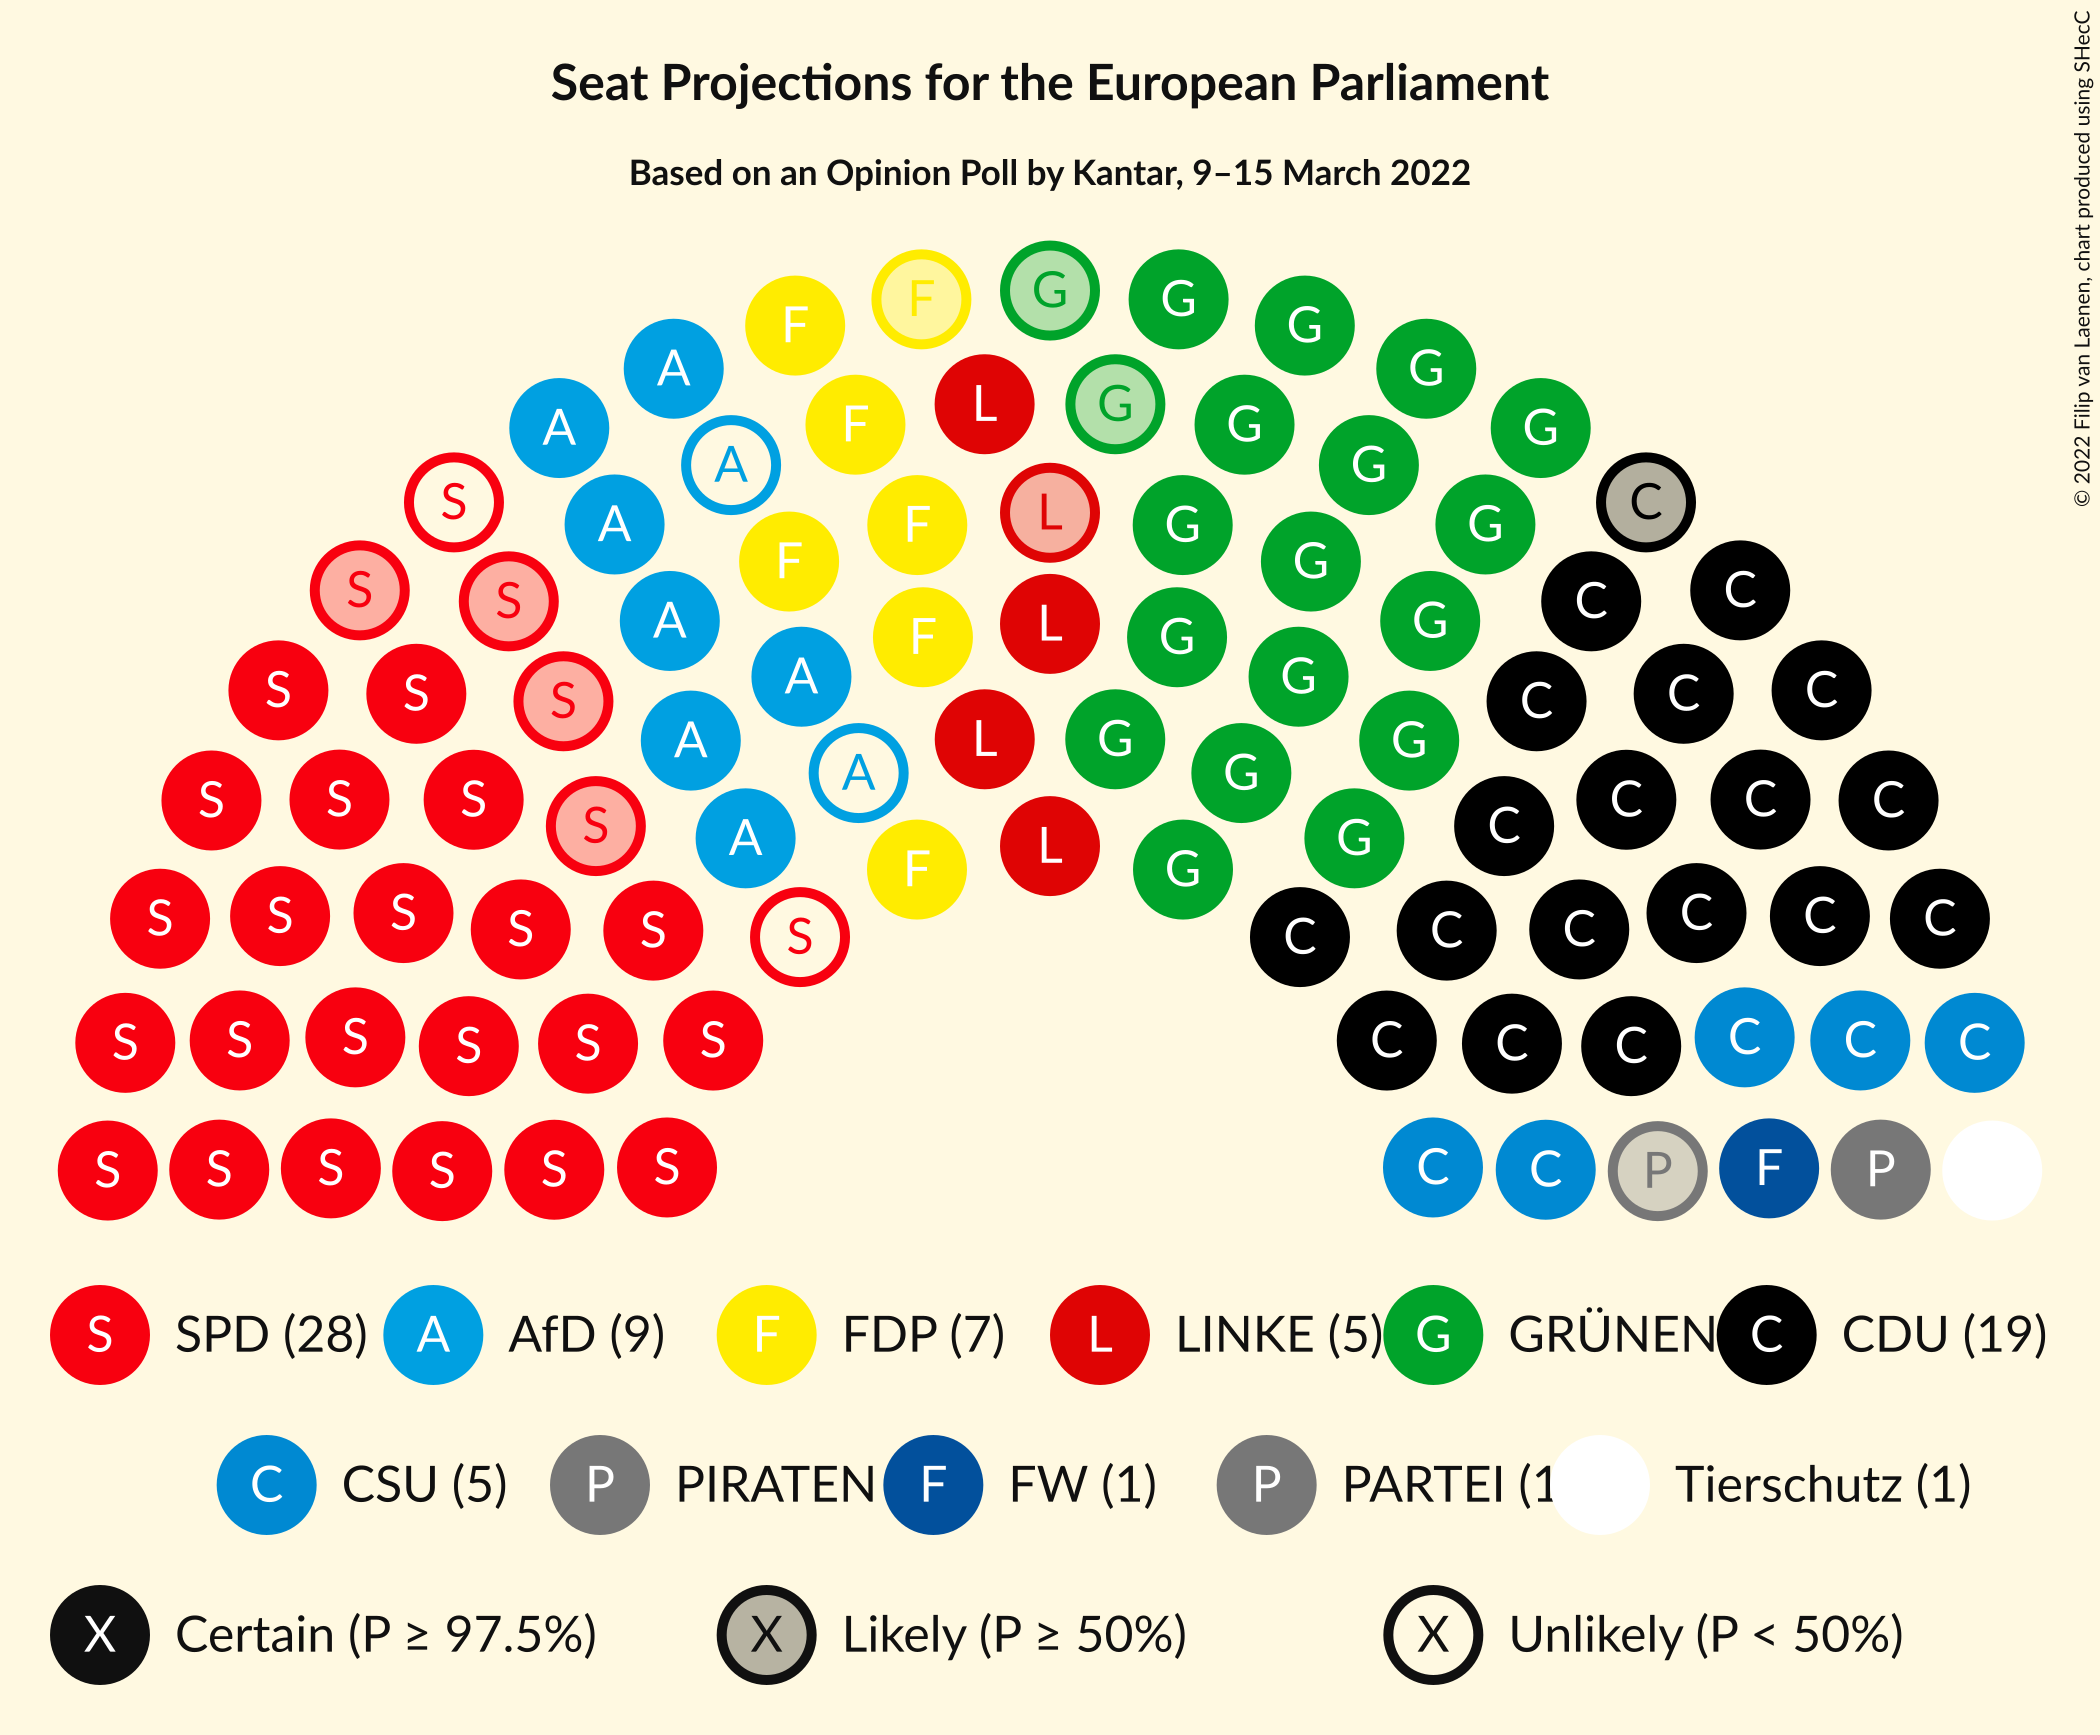 Seat Projections for the European Parliament
Based on an Opinion Poll by Kantar, 9–15 March 2022
© 2022 Filip van Laenen, chart produced using SHecC
F G G
F G
A G
L G
A F G G
A G
S C
A F L G G
F G
S S C C
A F L G G
S S S A G C C C
A L G G
A G
S S S C C C
S A L G C
F G
S S S S S S C C C C C C
S S S S S S C C C C C C
S S S S S S C C P F P
S SPD (28) A AfD (9) F FDP (7) L LINKE (5) G GRÜNEN C CDU (19)
C CSU (5) P PIRATEN F FW (1) P PARTEI (1 Tierschutz (1)
X Certain (P ≥ 97.5%) X Likely (P ≥ 50%) X Unlikely (P < 50%)